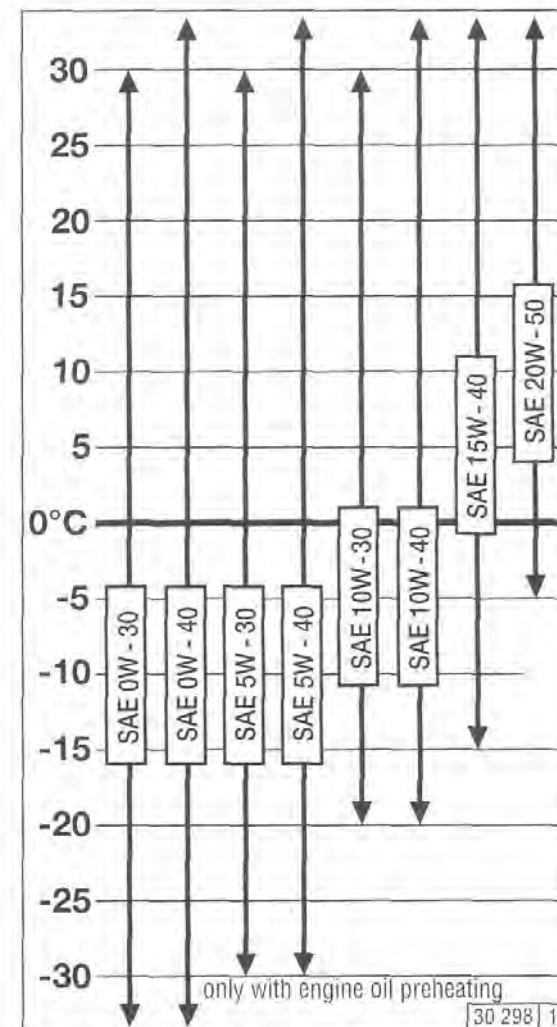 30
25
20
15
10
5
0°C
-5
-10
-15
-20
-25
-30
SAE 0W - 30
SAE 0W - 40
SAE 5W - 30
SAE 5W - 40
SAE 10W - 30
SAE 10W - 40
SAE 15W - 40
SAE 20W - 50
only with engine oil preheating
30 298